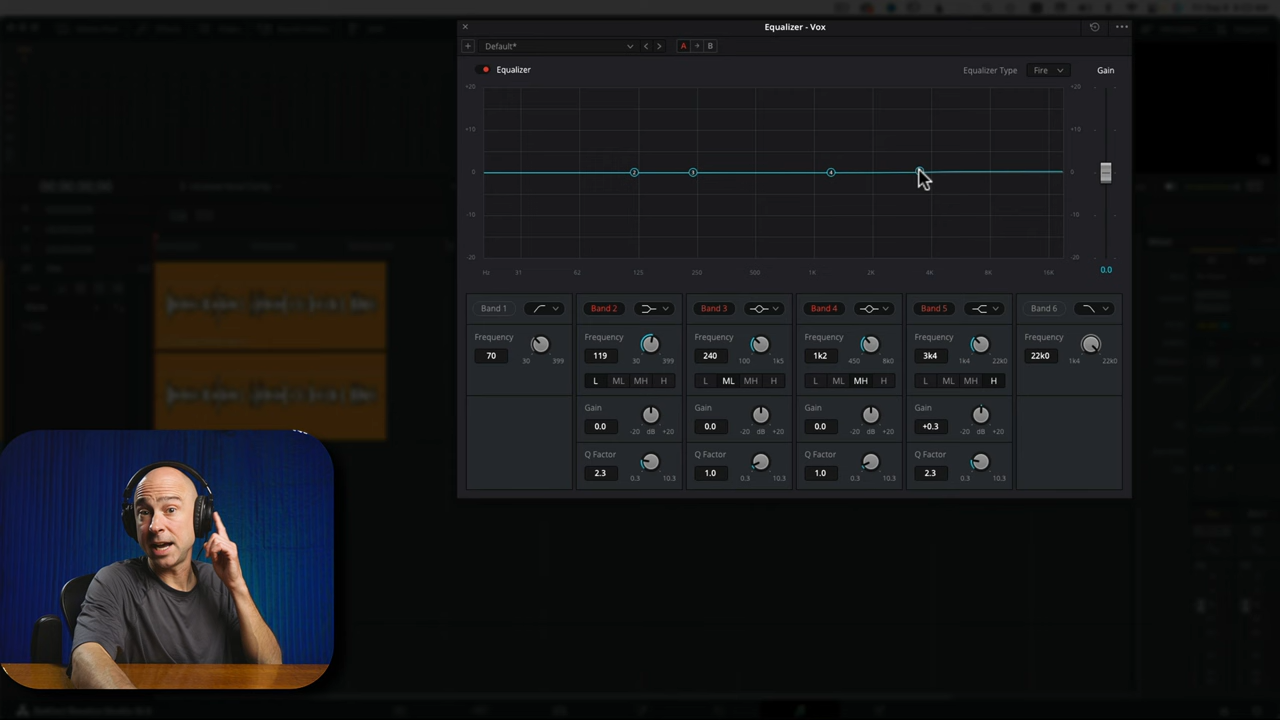 Equalizer - Vox
Default*
A
B
Equalizer
Equalizer Type
Fire
Gain
+20
+20
+10
+10
0
0
-10
-10
-20
-20
Hz
31
62
125
250
500
1K
2K
4K
8K
16K
0.0
2
3
4
Band 1
Band 2
Band 3
Band 4
Band 5
Band 6
Frequency
Frequency
Frequency
Frequency
Frequency
Frequency
70
119
240
1k2
3k4
22k0
30
399
30
399
100
1k5
450
8k0
1k4
22k0
1k4
22k0
L ML MH H
L ML MH H
L ML MH H
L ML MH H
Gain
Gain
Gain
Gain
0.0
0.0
0.0
+0.3
-20 dB +20
-20 dB +20
-20 dB +20
-20 dB +20
Q Factor
Q Factor
Q Factor
Q Factor
2.3
1.0
1.0
2.3
0.3
10.3
0.3
10.3
0.3
10.3
0.3
10.3